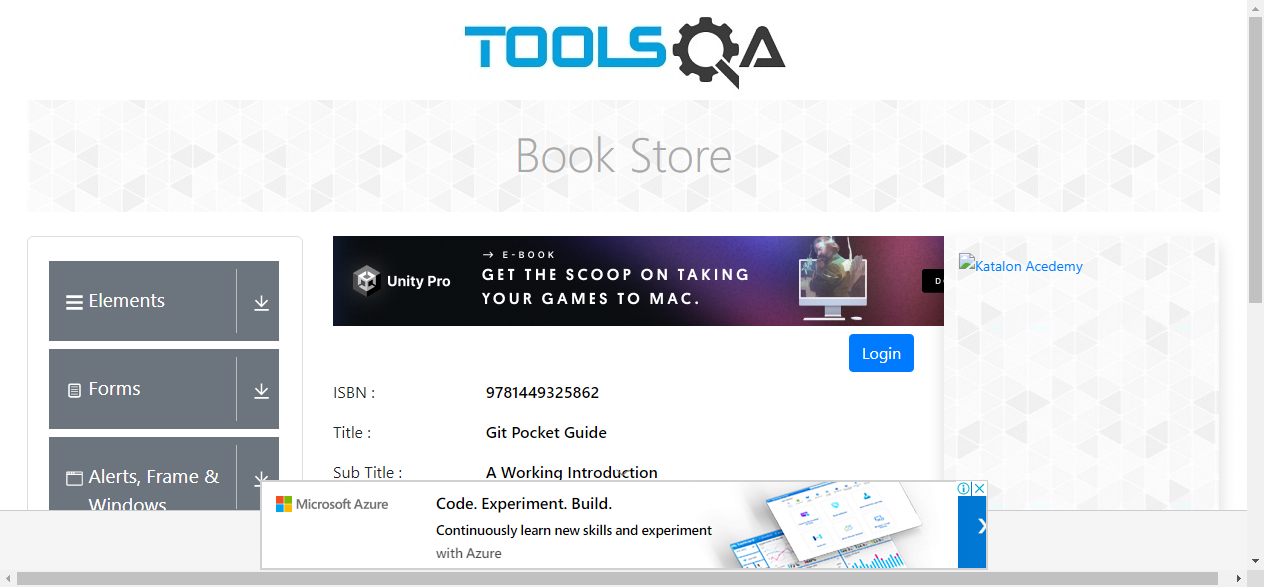 TOOLSQA
Book Store
Elements
Forms
Alerts, Frame &
Windows
Unity Pro
→ E-BOOK
GET THE SCOOP ON TAKING
YOUR GAMES TO MAC.
Login
ISBN : 9781449325862
Title : Git Pocket Guide
Sub Title : A Working Introduction
Katalon Acedemy
Microsoft Azure
Code. Experiment. Build.
Continuously learn new skills and experiment
with Azure